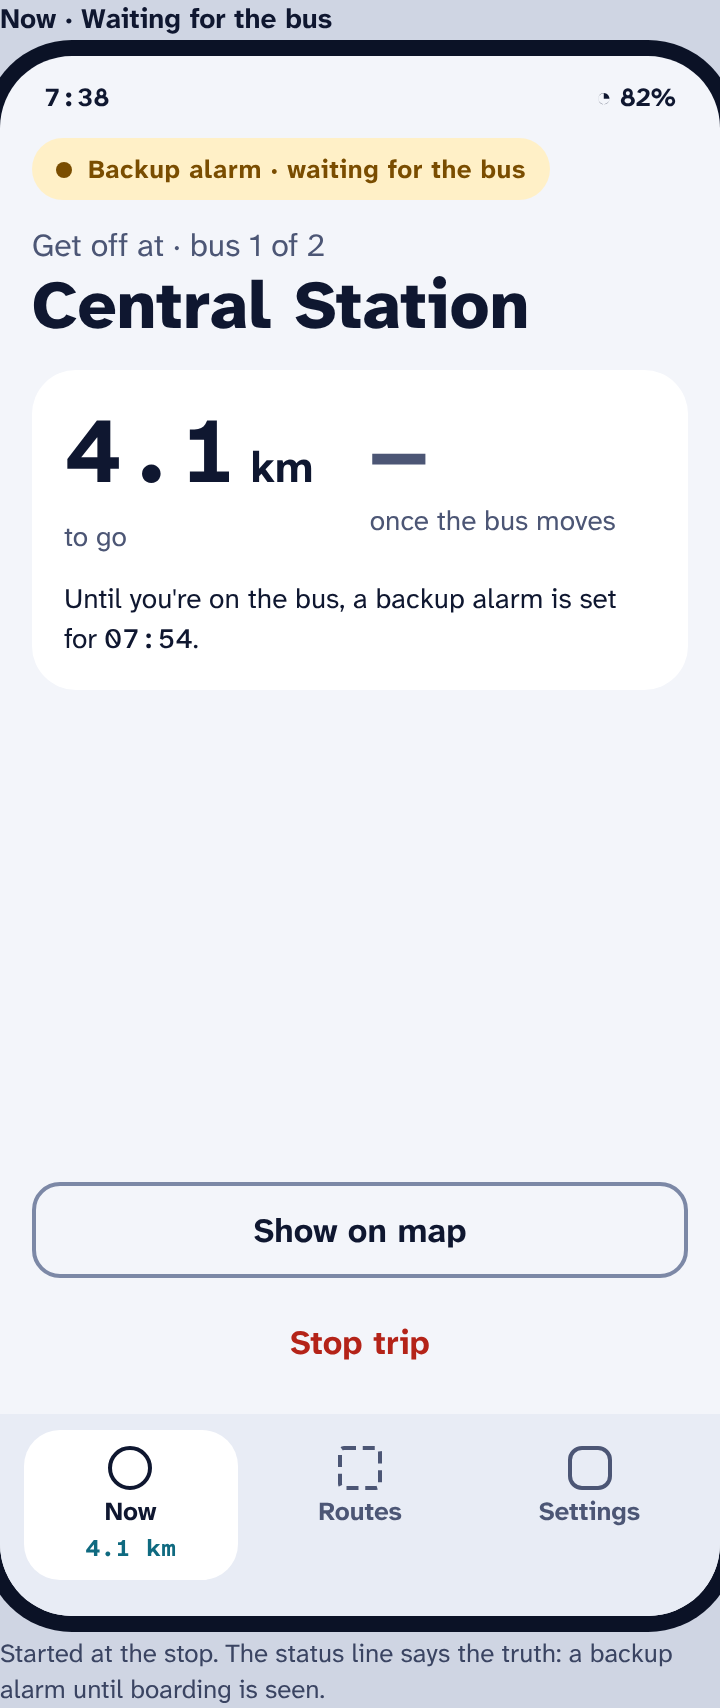 Now · Waiting for the bus
7:38
82%
Backup alarm · waiting for the bus
Get off at · bus 1 of 2
Central Station
4.1 km
—
to go
once the bus moves
Until you're on the bus, a backup alarm is set
for 07:54.
Show on map
Stop trip
Now
Routes
Settings
4.1 km
Started at the stop. The status line says the truth: a backup
alarm until boarding is seen.